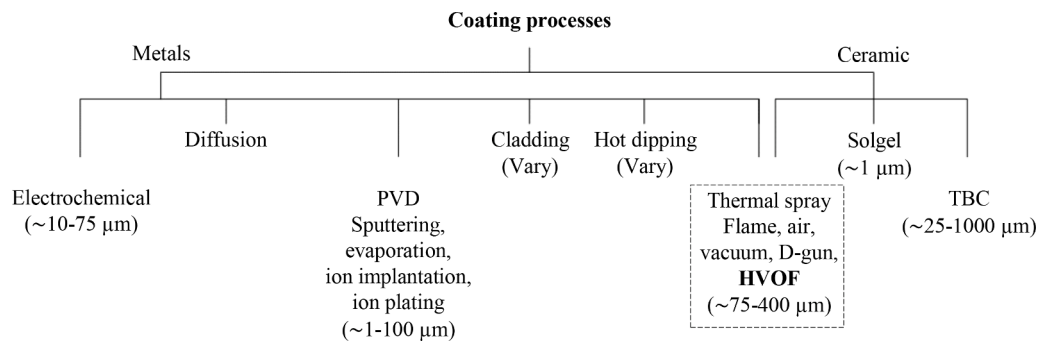 Coating processes
Metals
Ceramic
Diffusion
Cladding
(Vary)
Hot dipping
(Vary)
Solgel
(~1 µm)
Electrochemical
(~10-75 µm)
PVD
Sputtering,
evaporation,
ion implantation,
ion plating
(~1-100 µm)
Thermal spray
Flame, air,
vacuum, D-gun,
HVOF
(~75-400 µm)
TBC
(~25-1000 µm)